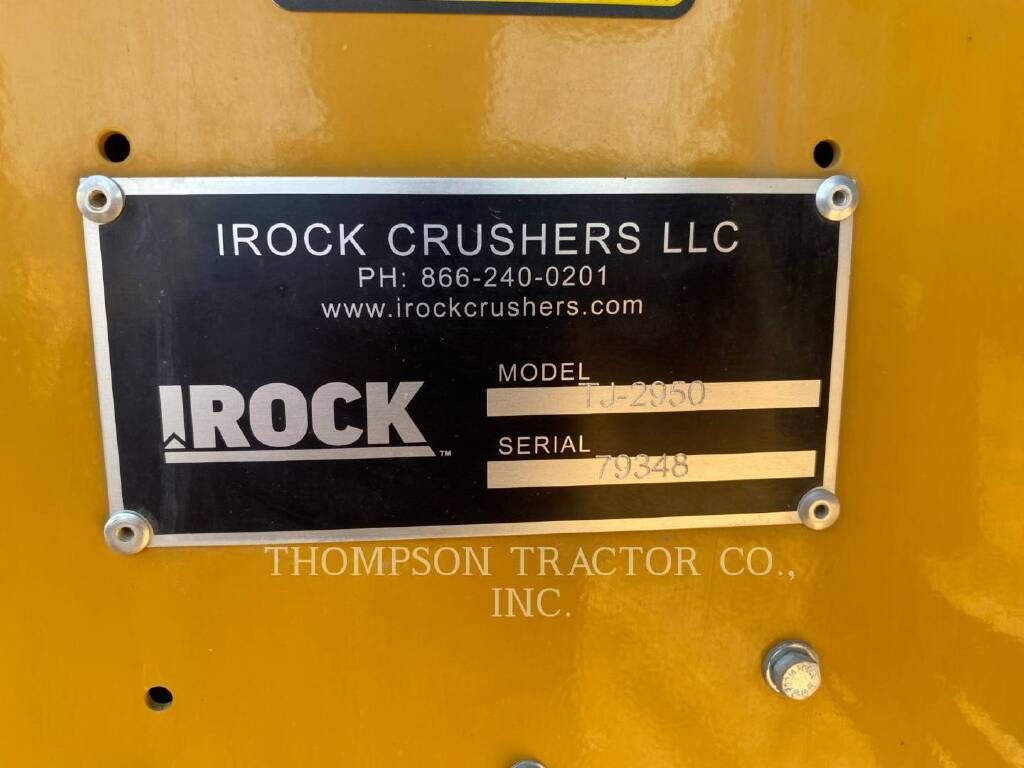 IROCK CRUSHERS LLC
PH: 866-240-0201
www.irockcrushers.com
MODEL
TJ-2950
IROCK™
SERIAL
79348
THOMPSON TRACTOR CO.,
INC.